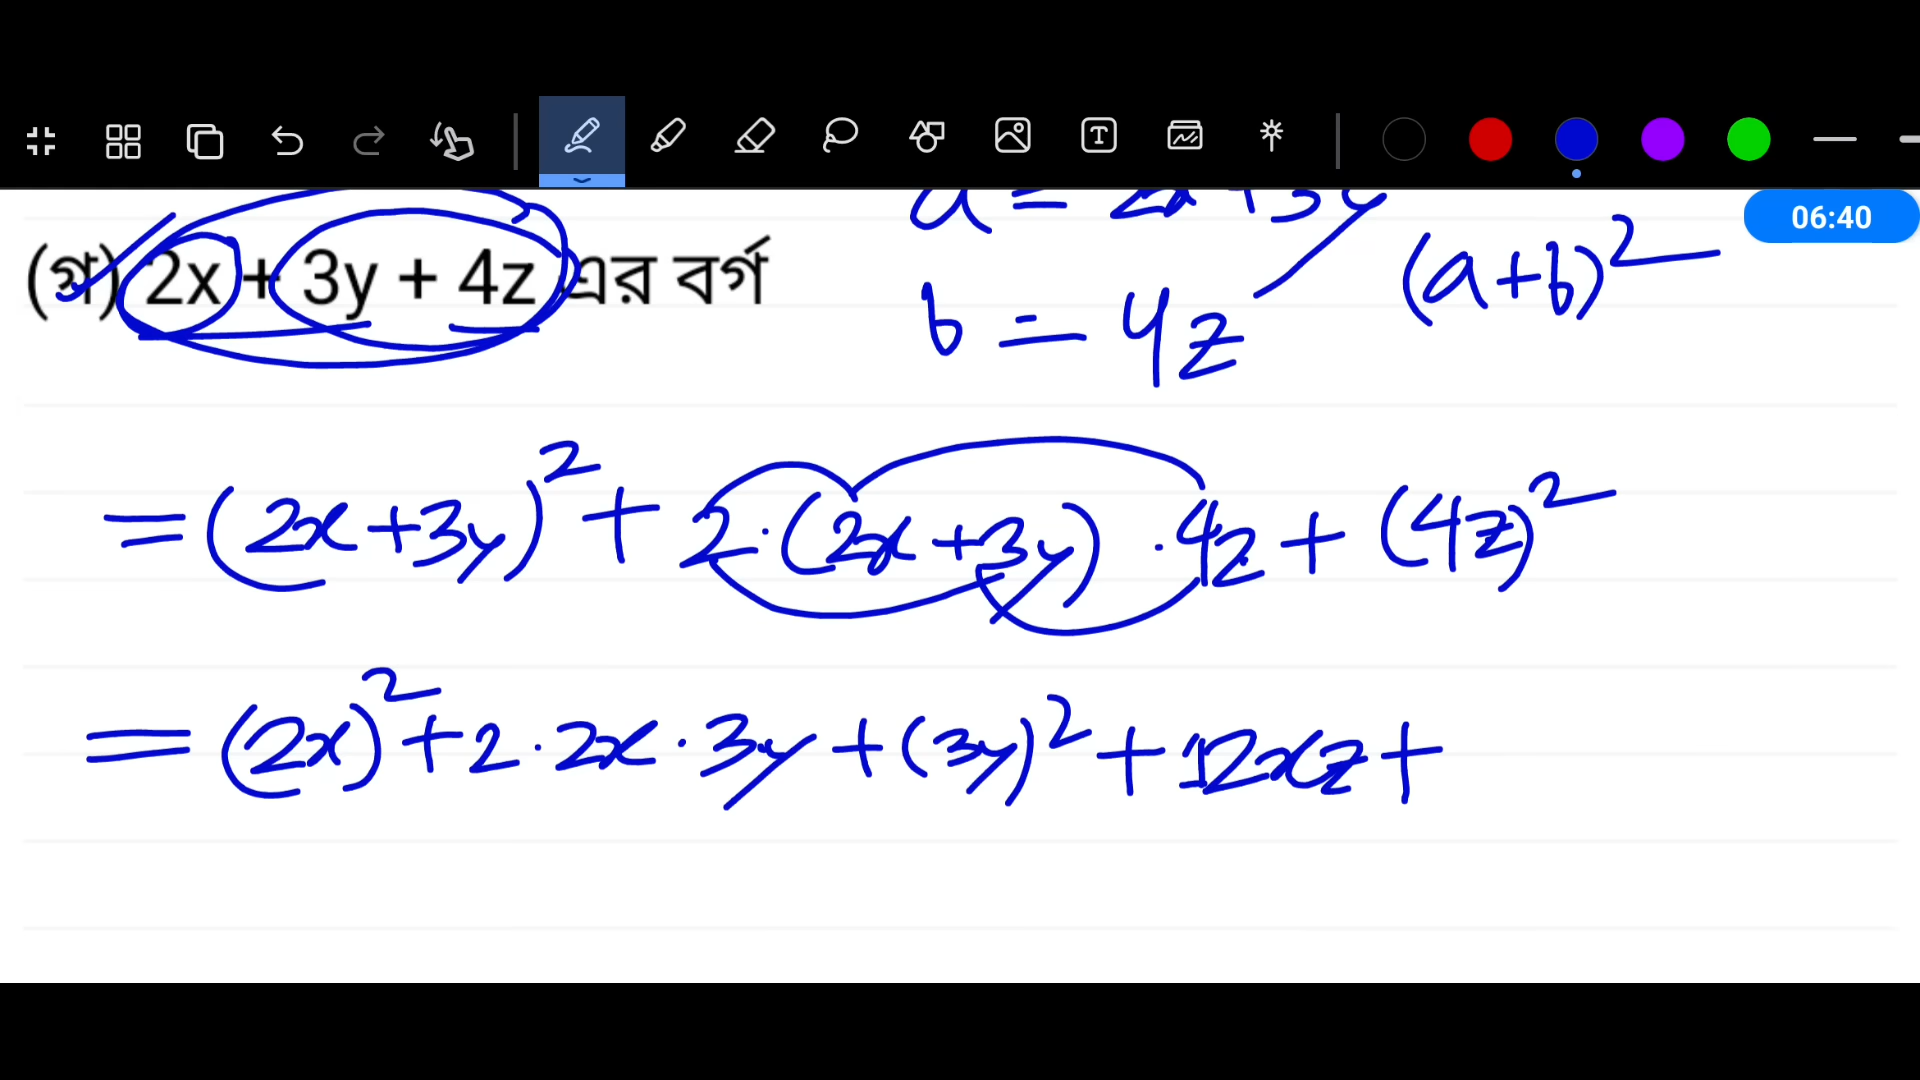 06:40
a = 2x + 3y
(গ) 2x + 3y + 4z এর বর্গ
(a+b)²
b = 4z
= (2x+3y)² + 2·(2x+3y)·4z + (4z)²
= (2x)² + 2·2x·3y + (3y)² + 12xz +